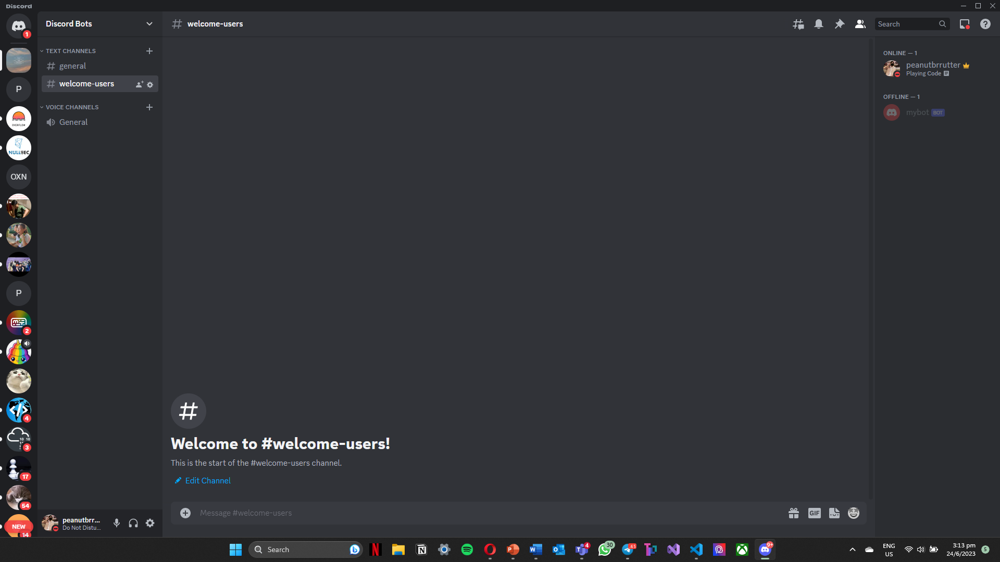 Discord
1
Discord Bots
welcome-users
Search
TEXT CHANNELS
general
welcome-users
VOICE CHANNELS
General
P
OVERFLOW
NULLSEC
OXN
P
2
4
3
17
54
NEW
14
ONLINE — 1
peanutbrrutter
Playing Code
OFFLINE — 1
mybot BOT
Welcome to #welcome-users!
This is the start of the #welcome-users channel.
Edit Channel
Message #welcome-users
GIF
peanutbrr...
Do Not Distu...
Search
4
30
.65
9+
ENG
US
3:13 pm
24/6/2023
5